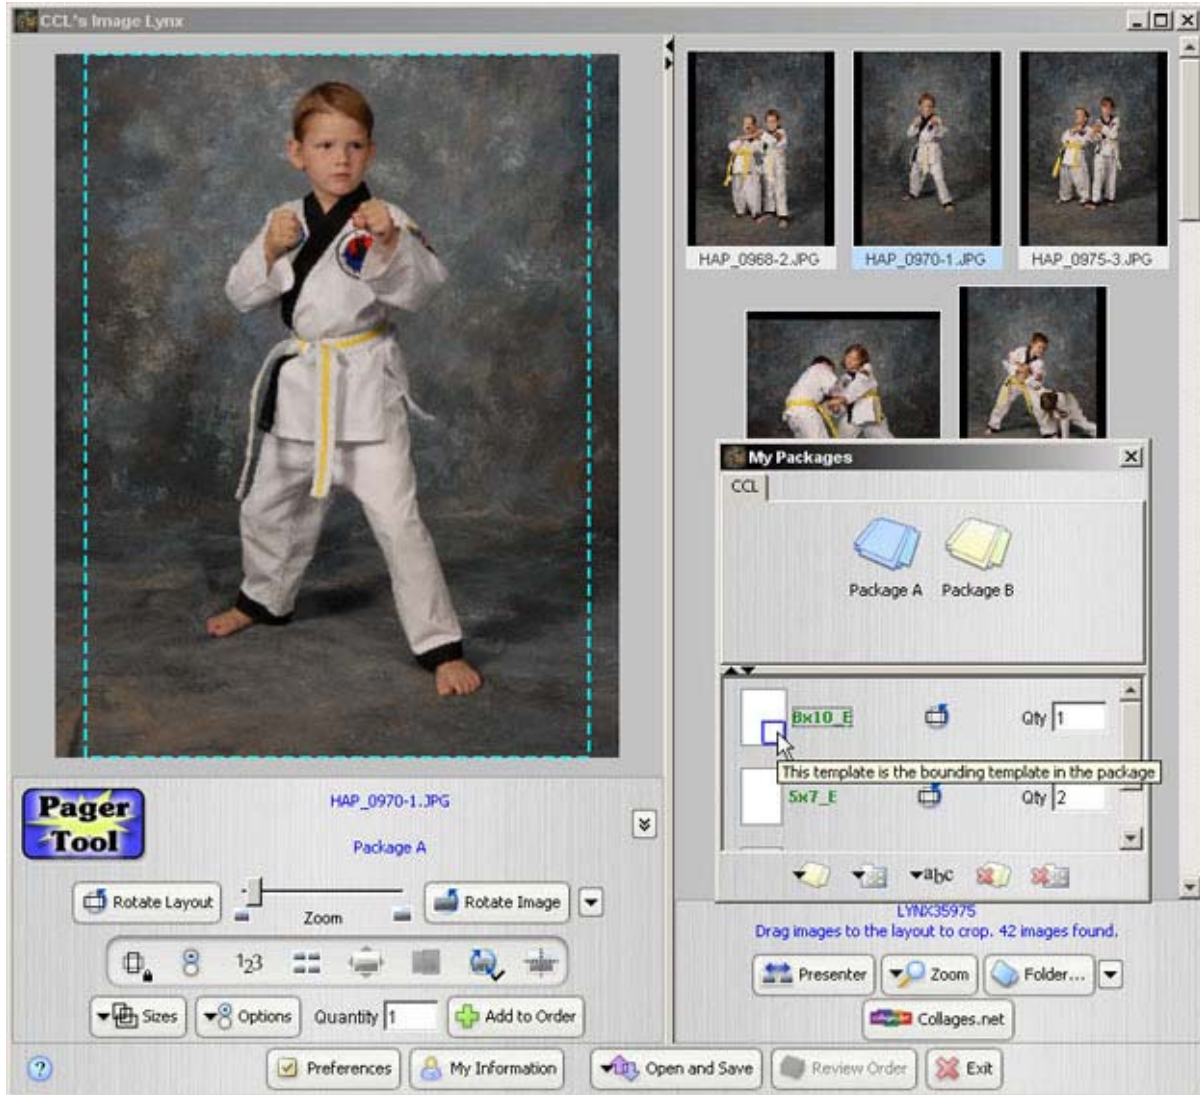 CCL's Image Lynx
HAP_0968-2.JPG
HAP_0970-1.JPG
HAP_0975-3.JPG
My Packages
CCL
Package A
Package B
8x10_E
Qty 1
This template is the bounding template in the package
5x7_E
Qty 2
abc
Pager
Tool
HAP_0970-1.JPG
Package A
Rotate Layout
Zoom
Rotate Image
123
Sizes
Options
Quantity 1
Add to Order
LYNX35975
Drag images to the layout to crop. 42 images found.
Presenter
Zoom
Folder...
Collages.net
?
Preferences
My Information
Open and Save
Review Order
Exit